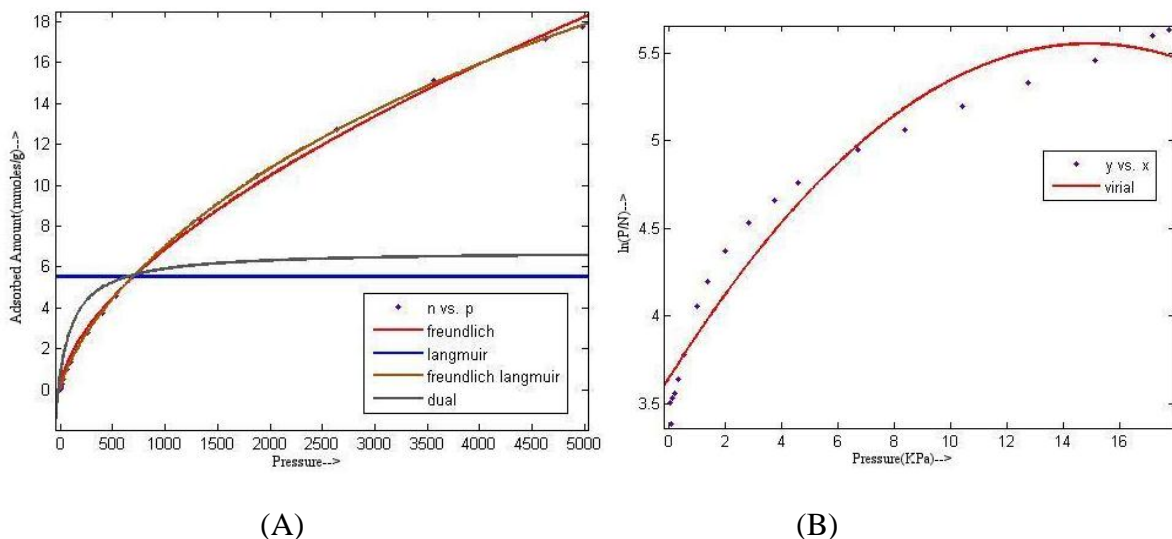 18
16
14
12
10
8
6
4
2
0
Adsorbed Amount(mmoles/g)-->
0 500 1000 1500 2000 2500 3000 3500 4000 4500 5000
Pressure-->
n vs. p
freundlich
langmuir
freundlich langmuir
dual
(A)
5.5
5
4.5
4
3.5
ln(P/N)-->
0 2 4 6 8 10 12 14 16
Pressure(KPa)-->
y vs. x
virial
(B)